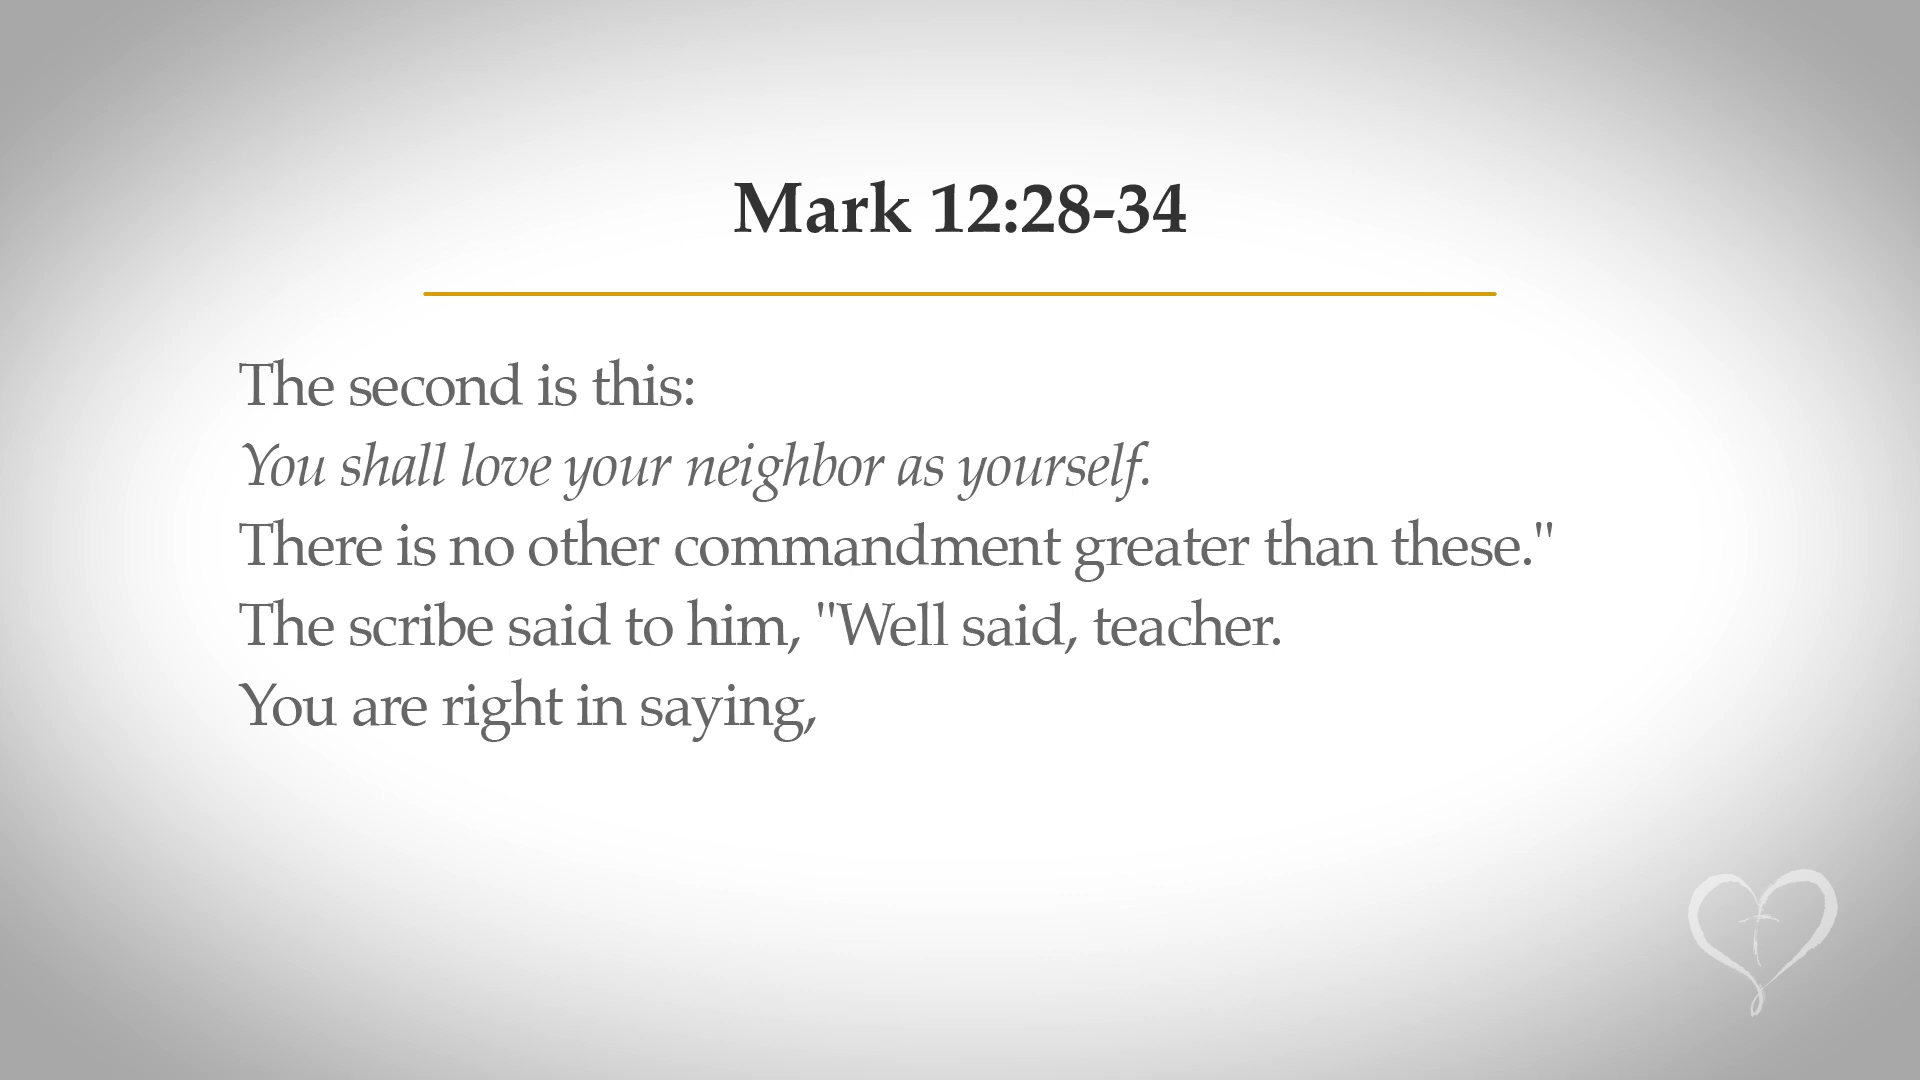 Mark 12:28-34
The second is this:
You shall love your neighbor as yourself.
There is no other commandment greater than these."
The scribe said to him, "Well said, teacher.
You are right in saying,